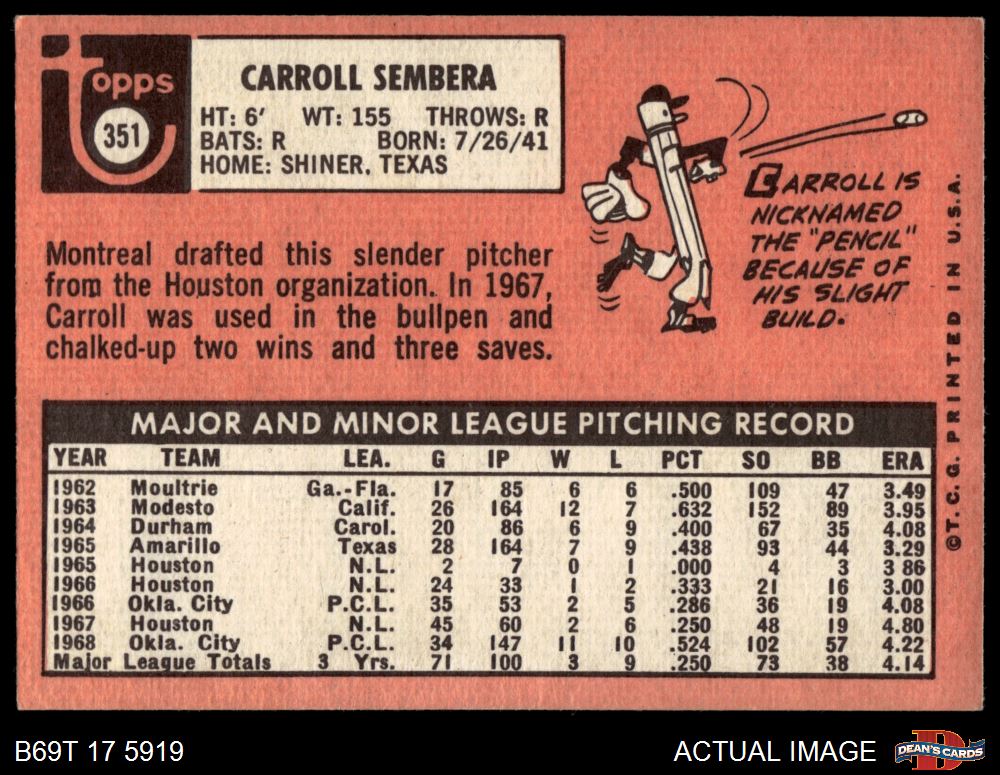 Topps
351
CARROLL SEMBERA
HT: 6' WT: 155 THROWS: R
BATS: R BORN: 7/26/41
HOME: SHINER, TEXAS
CARROLL IS
NICKNAMED
THE "PENCIL"
BECAUSE OF
HIS SLIGHT
BUILD.
Montreal drafted this slender pitcher
from the Houston organization. In 1967,
Carroll was used in the bullpen and
chalked-up two wins and three saves.
MAJOR AND MINOR LEAGUE PITCHING RECORD
YEAR TEAM LEA. G IP W L PCT SO BB ERA
1962 Moultrie Ga.-Fla. 17 85 6 6 .500 109 47 3.49
1963 Modesto Calif. 26 164 12 7 .632 152 89 3.95
1964 Durham Carol. 20 86 6 9 .400 67 35 4.08
1965 Amarillo Texas 28 164 7 9 .438 93 44 3.29
1965 Houston N.L. 2 7 0 1 .000 4 3 3 86
1966 Houston N.L. 24 33 1 2 .333 21 16 3.00
1966 Okla. City P.C.L. 35 53 2 5 .286 36 19 4.08
1967 Houston N.L. 45 60 2 6 .250 48 19 4.80
1968 Okla. City P.C.L. 34 147 11 10 .524 102 57 4.22
Major League Totals 3 Yrs. 71 100 3 9 .250 73 38 4.14
©T.C.G. PRINTED IN U.S.A.
B69T 17 5919
ACTUAL IMAGE
DEAN'S CARDS